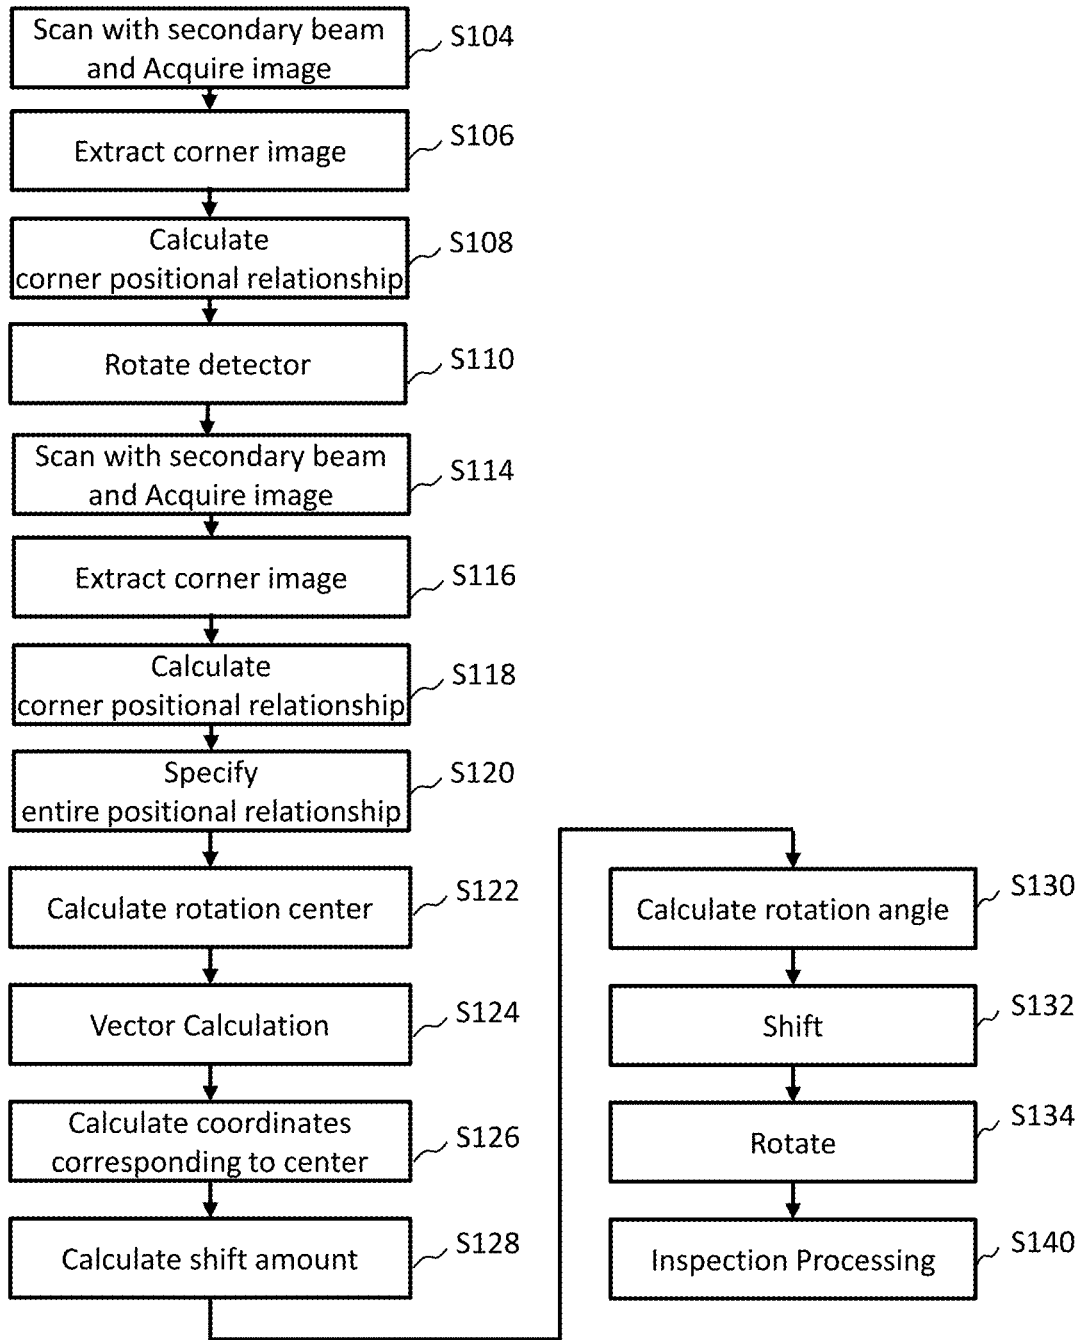 Scan with secondary beam
and Acquire image
S104
Extract corner image
S106
Calculate
corner positional relationship
S108
Rotate detector
S110
Scan with secondary beam
and Acquire image
S114
Extract corner image
S116
Calculate
corner positional relationship
S118
Specify
entire positional relationship
S120
Calculate rotation center
S122
Vector Calculation
S124
Calculate coordinates
corresponding to center
S126
Calculate shift amount
S128
Calculate rotation angle
S130
Shift
S132
Rotate
S134
Inspection Processing
S140